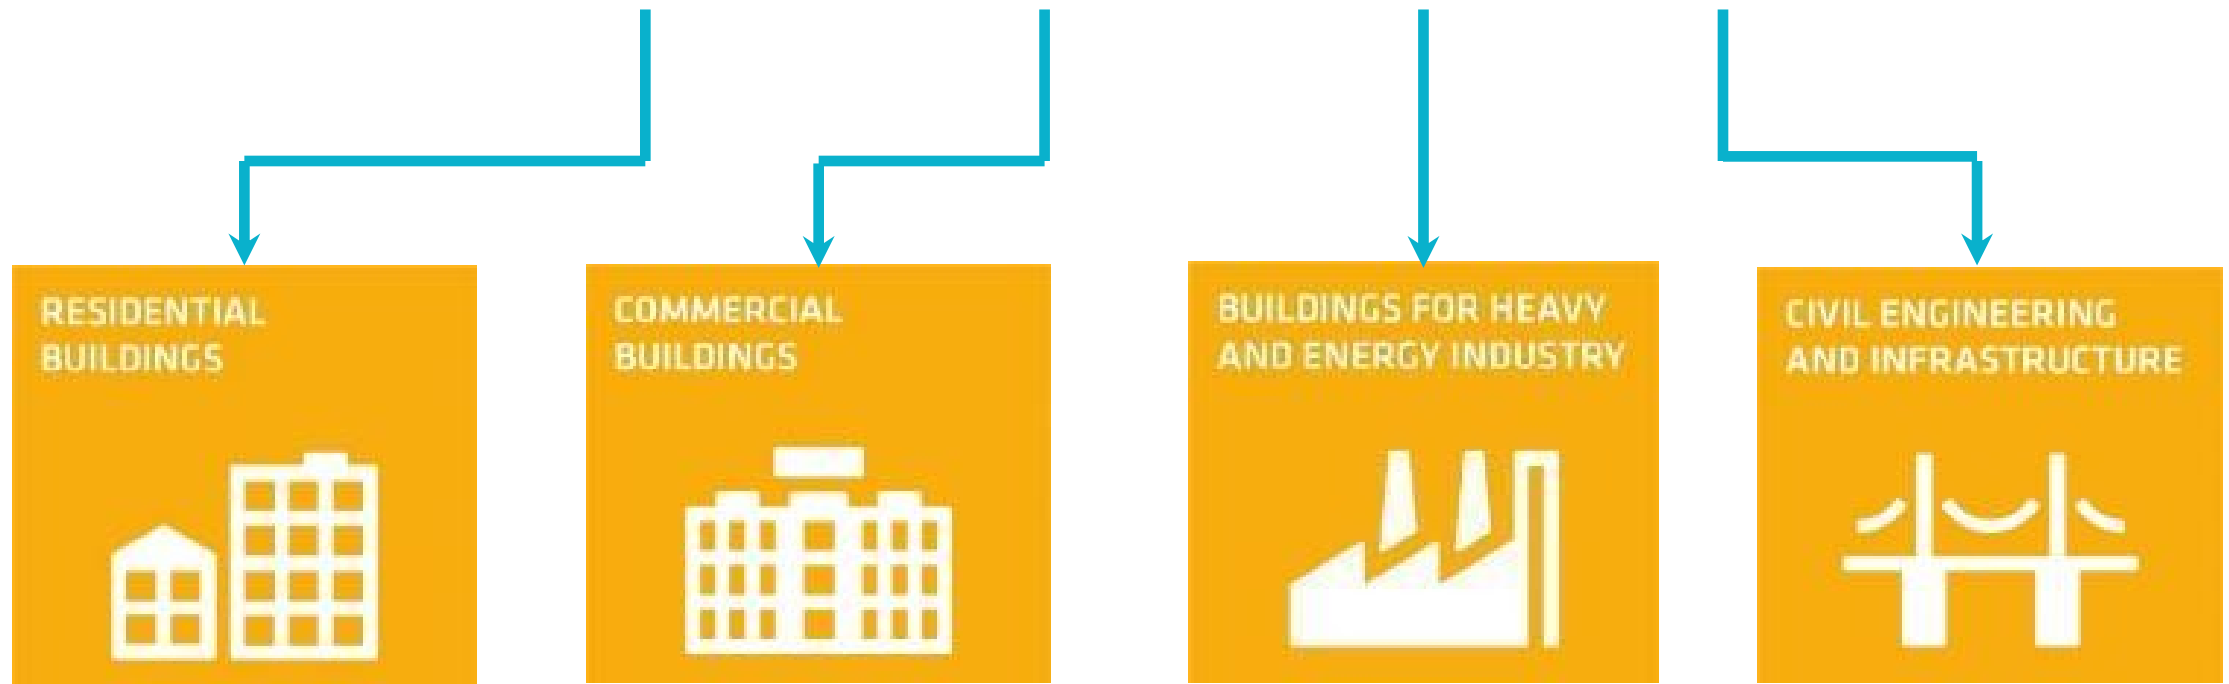 RESIDENTIAL
BUILDINGS
COMMERCIAL
BUILDINGS
BUILDINGS FOR HEAVY
AND ENERGY INDUSTRY
CIVIL ENGINEERING
AND INFRASTRUCTURE